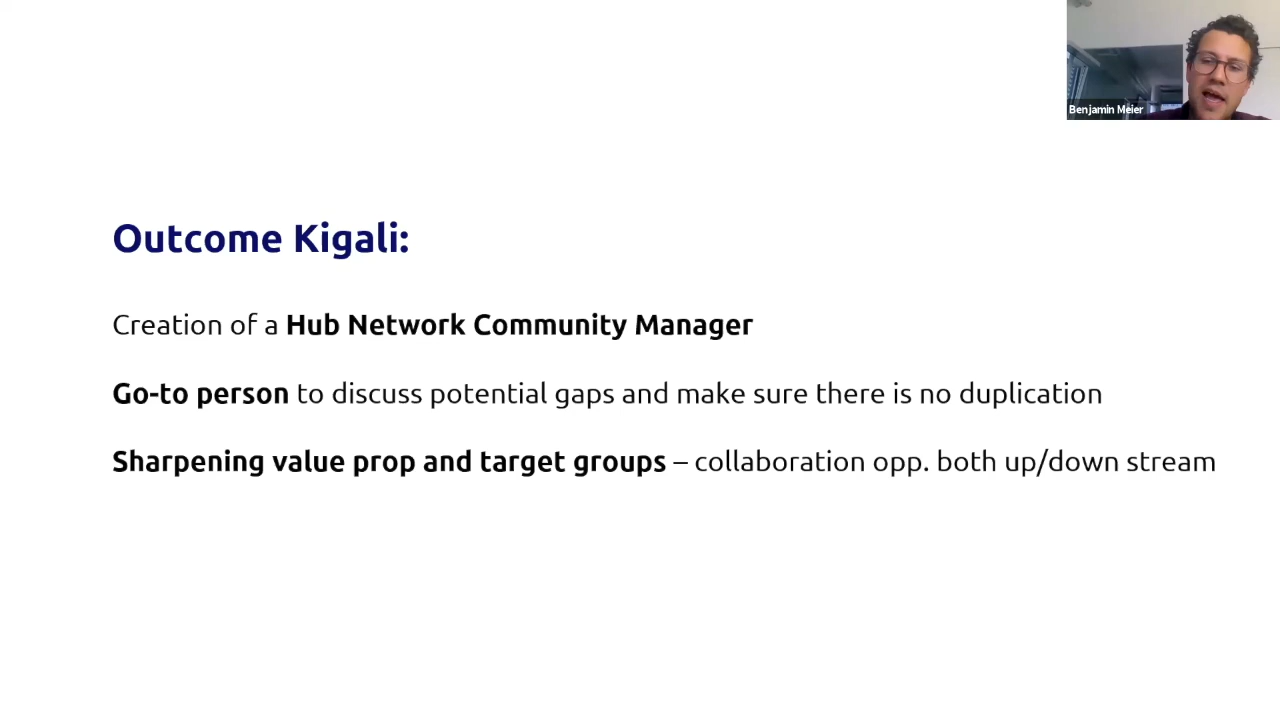 Benjamin Meier
Outcome Kigali:
Creation of a Hub Network Community Manager
Go-to person to discuss potential gaps and make sure there is no duplication
Sharpening value prop and target groups – collaboration opp. both up/down stream